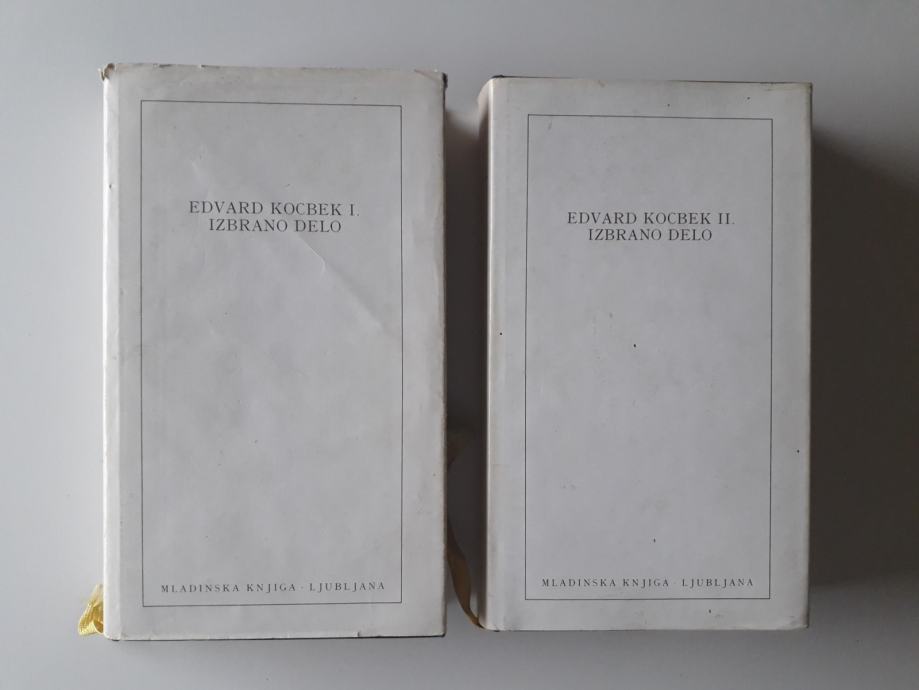 EDVARD KOCBEK I.
IZBRANO DELO
MLADINSKA KNJIGA · LJUBLJANA
EDVARD KOCBEK II.
IZBRANO DELO
MLADINSKA KNJIGA · LJUBLJANA